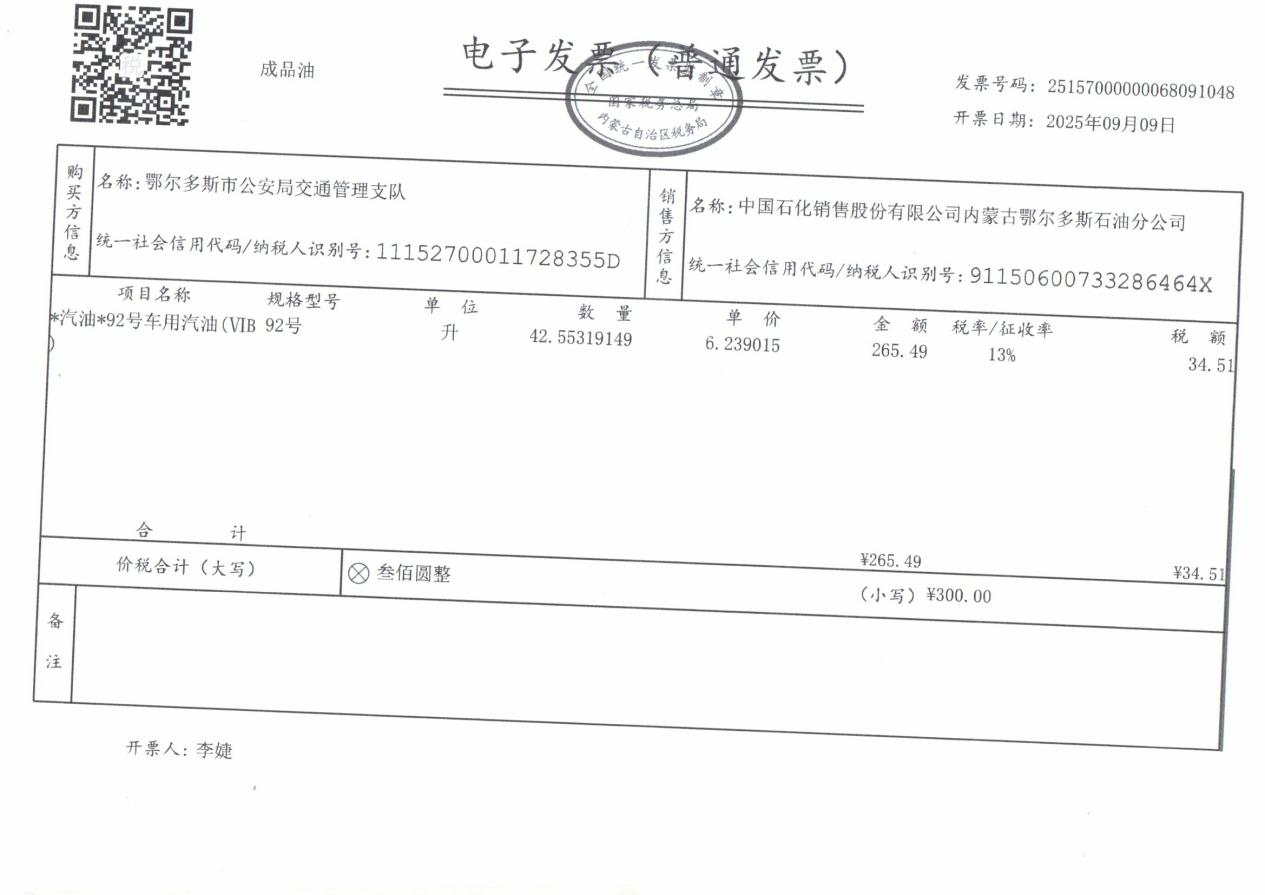 税
成品油
电子发票（普通发票）
全国统一发票监制章
国家税务总局
内蒙古自治区税务局
发票号码：25157000000068091048
开票日期：2025年09月09日
购买方信息
名称：鄂尔多斯市公安局交通管理支队
统一社会信用代码/纳税人识别号：11152700011728355D
销售方信息
名称：中国石化销售股份有限公司内蒙古鄂尔多斯石油分公司
统一社会信用代码/纳税人识别号：91150600733286464X
项目名称 规格型号 单 位 数 量 单 价 金 额 税率/征收率 税 额
*汽油*92号车用汽油(VIB 92号 升 42.55319149 6.239015 265.49 13% 34.51
)
合 计 ¥265.49 ¥34.51
价税合计（大写） ⊗ 叁佰圆整 （小写）¥300.00
备注
开票人：李婕